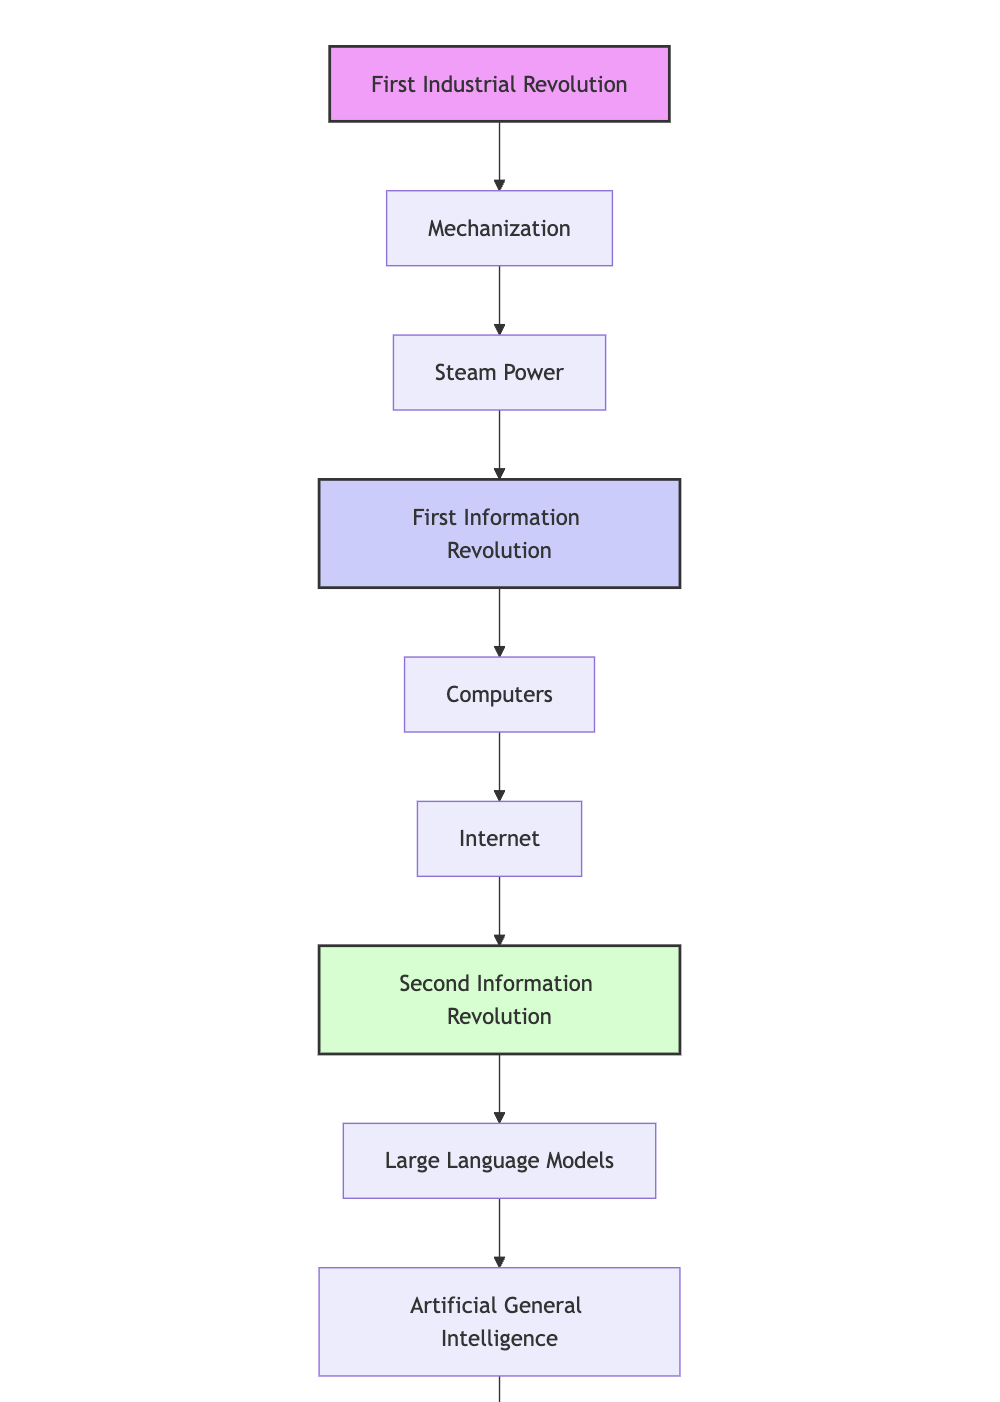 First Industrial Revolution
Mechanization
Steam Power
First Information
Revolution
Computers
Internet
Second Information
Revolution
Large Language Models
Artificial General
Intelligence